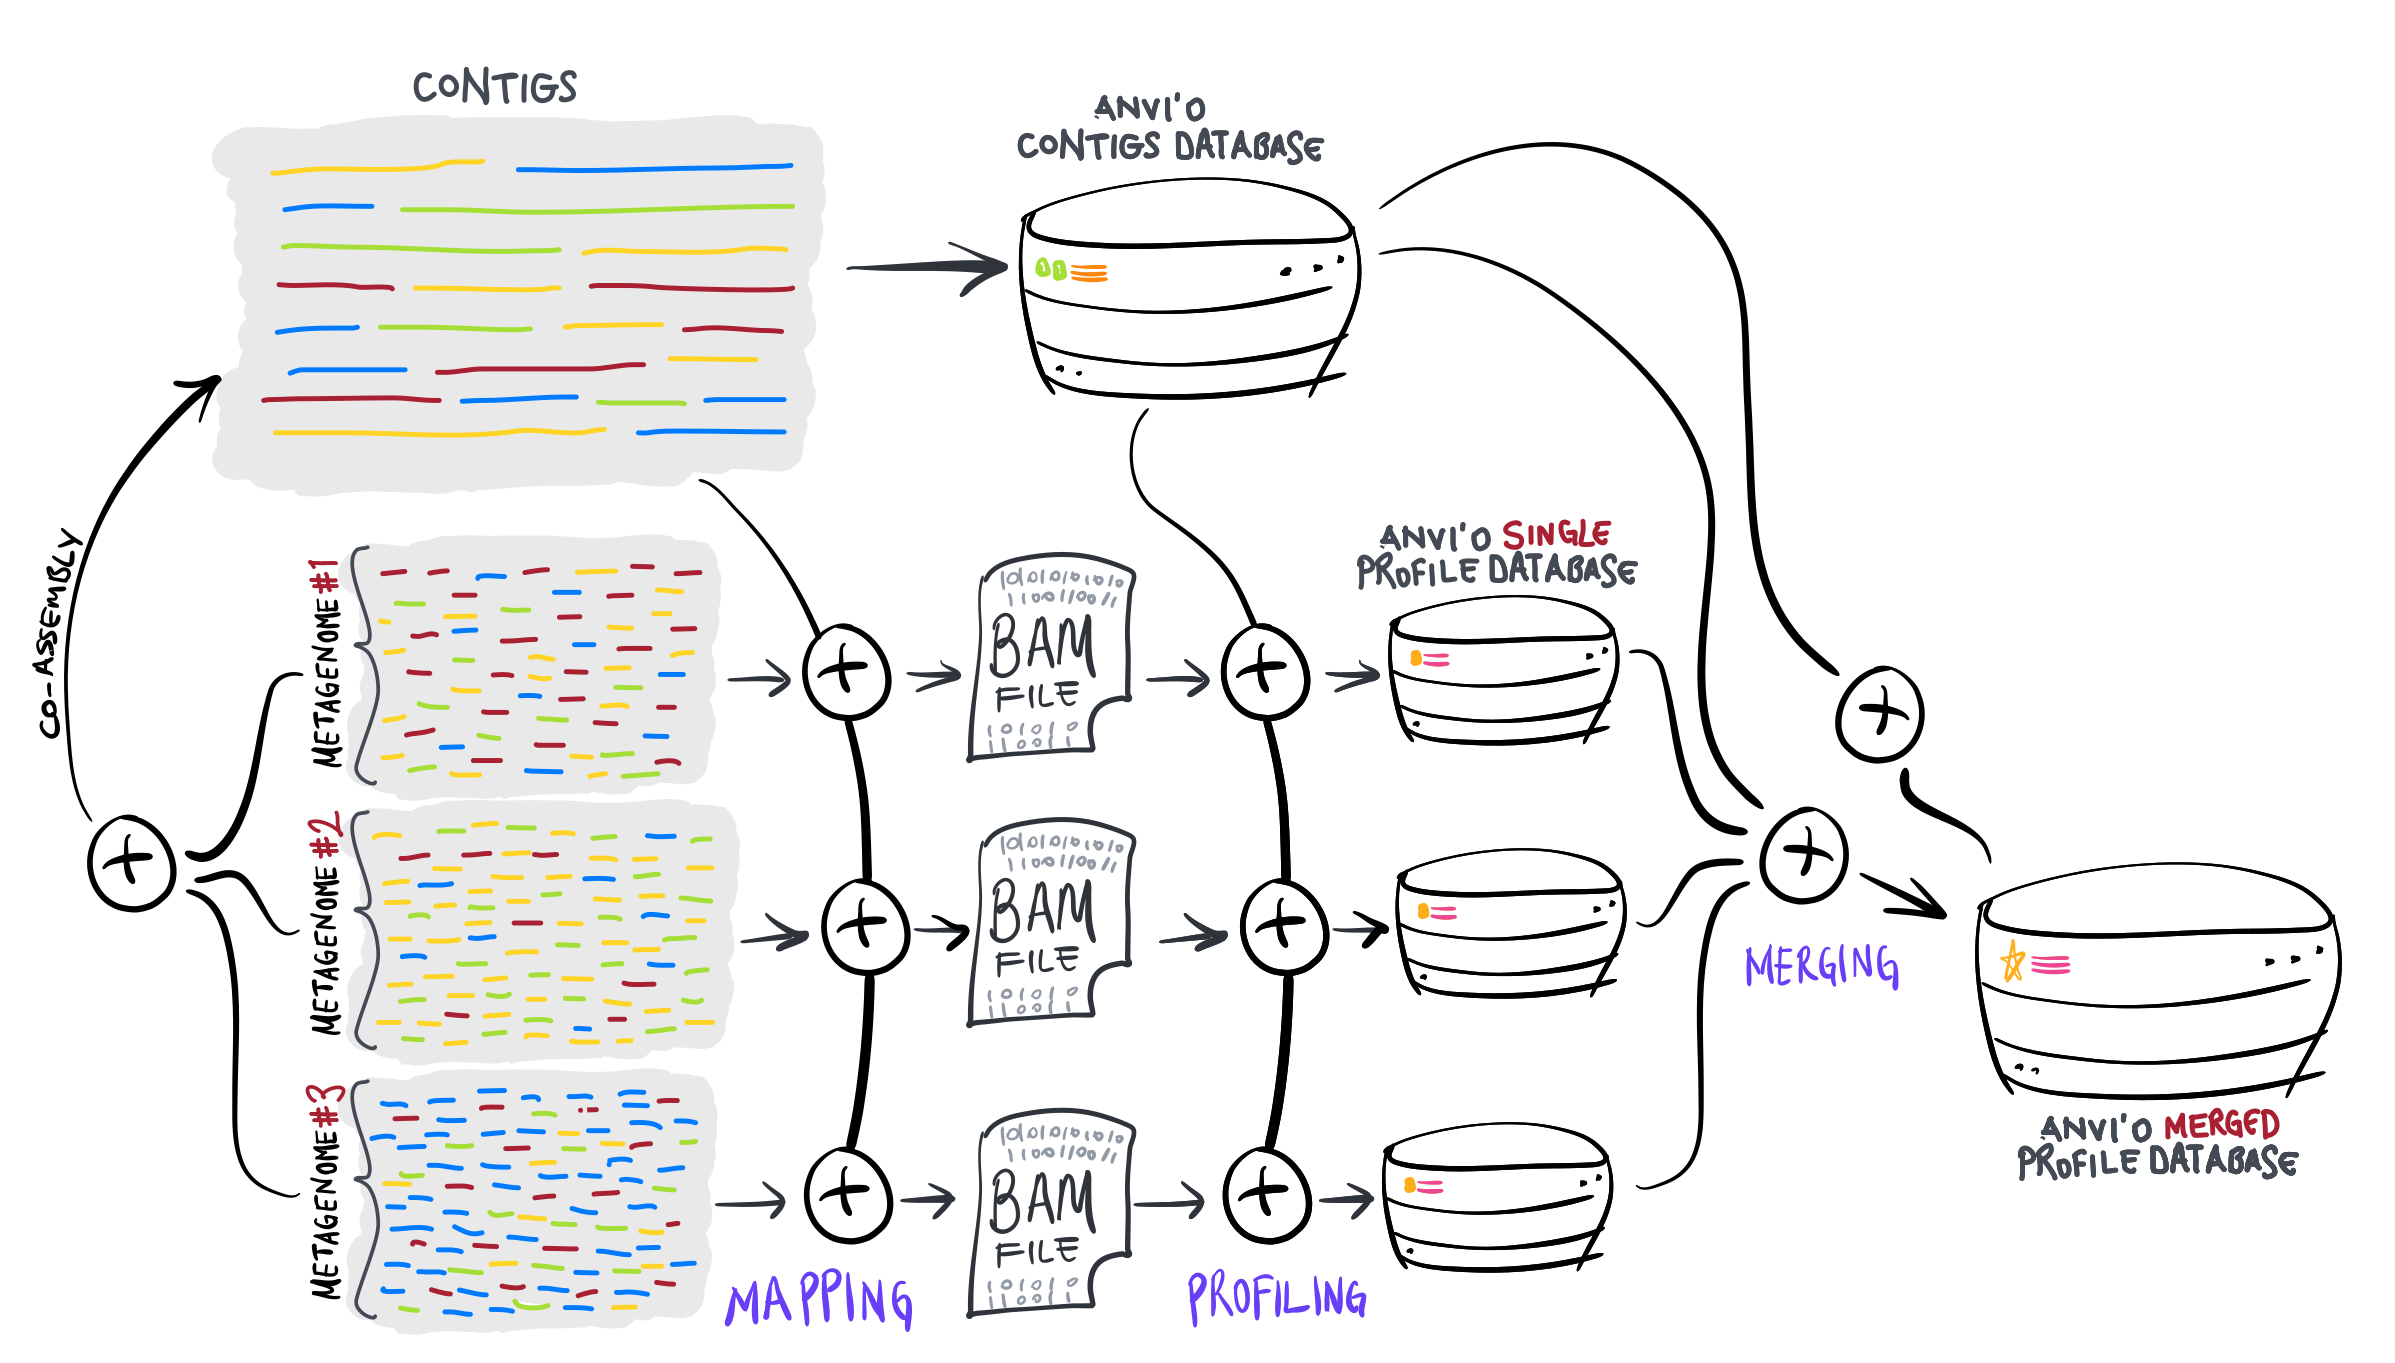 CONTIGS
ANVI'O
CONTIGS DATABASE
CO-ASSEMBLY
METAGENOME #1
BAM
FILE
ANVI'O SINGLE
PROFILE DATABASE
METAGENOME #2
BAM
FILE
MERGING
METAGENOME #3
BAM
FILE
ANVI'O MERGED
PROFILE DATABASE
MAPPING
PROFILING